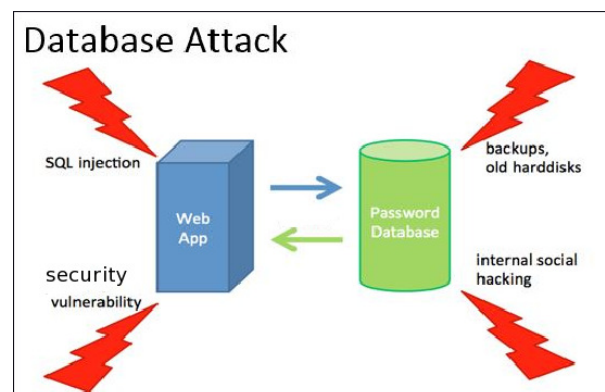 Database Attack
SQL injection
backups,
old harddisks
Web
App
Password
Database
security
vulnerability
internal social
hacking